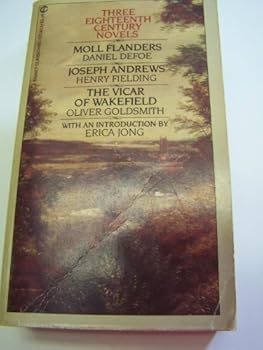 THREE
EIGHTEENTH
CENTURY
NOVELS
MOLL FLANDERS
DANIEL DEFOE
JOSEPH ANDREWS
HENRY FIELDING
THE VICAR
OF WAKEFIELD
OLIVER GOLDSMITH
WITH AN INTRODUCTION BY
ERICA JONG